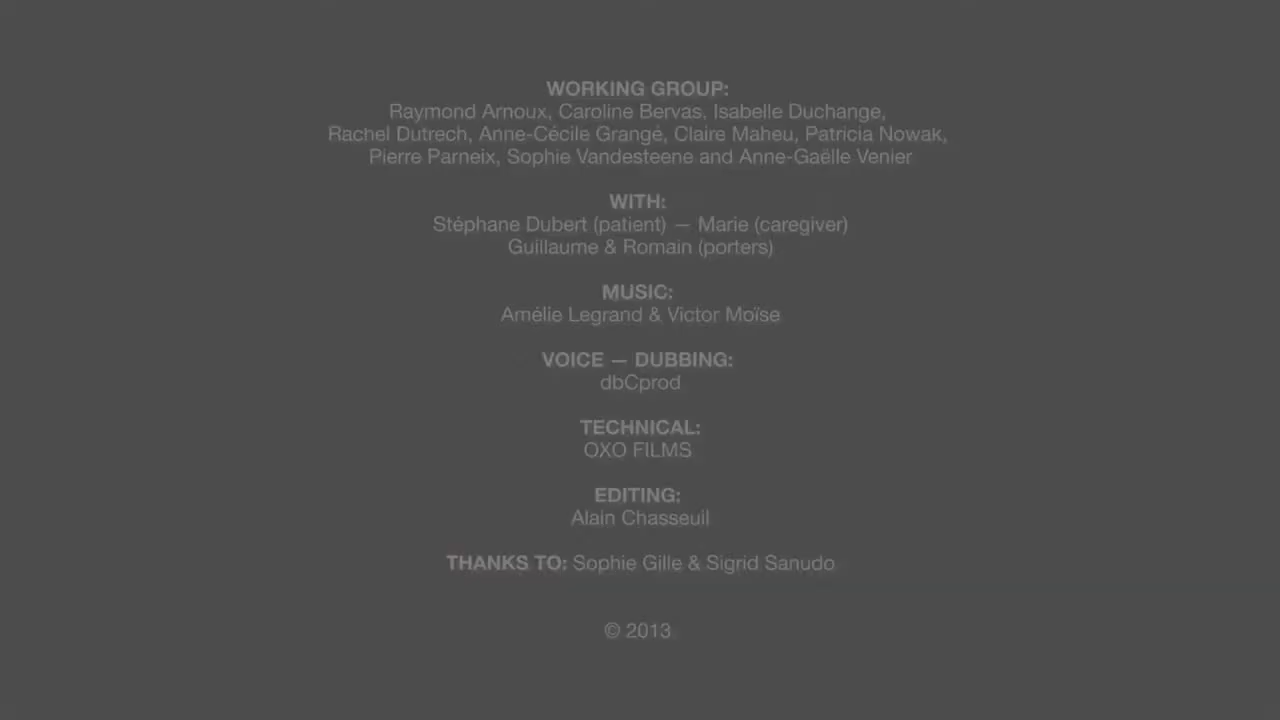 WORKING GROUP:
Raymond Arnoux, Caroline Bervas, Isabelle Duchange,
Rachel Dutrech, Anne-Cécile Grangé, Claire Maheu, Patricia Nowak,
Pierre Parneix, Sophie Vandesteene and Anne-Gaëlle Venier
WITH:
Stéphane Dubert (patient) — Marie (caregiver)
Guillaume & Romain (porters)
MUSIC:
Amélie Legrand & Victor Moïse
VOICE — DUBBING:
dbCprod
TECHNICAL:
OXO FILMS
EDITING:
Alain Chasseuil
THANKS TO: Sophie Gille & Sigrid Sanudo
© 2013